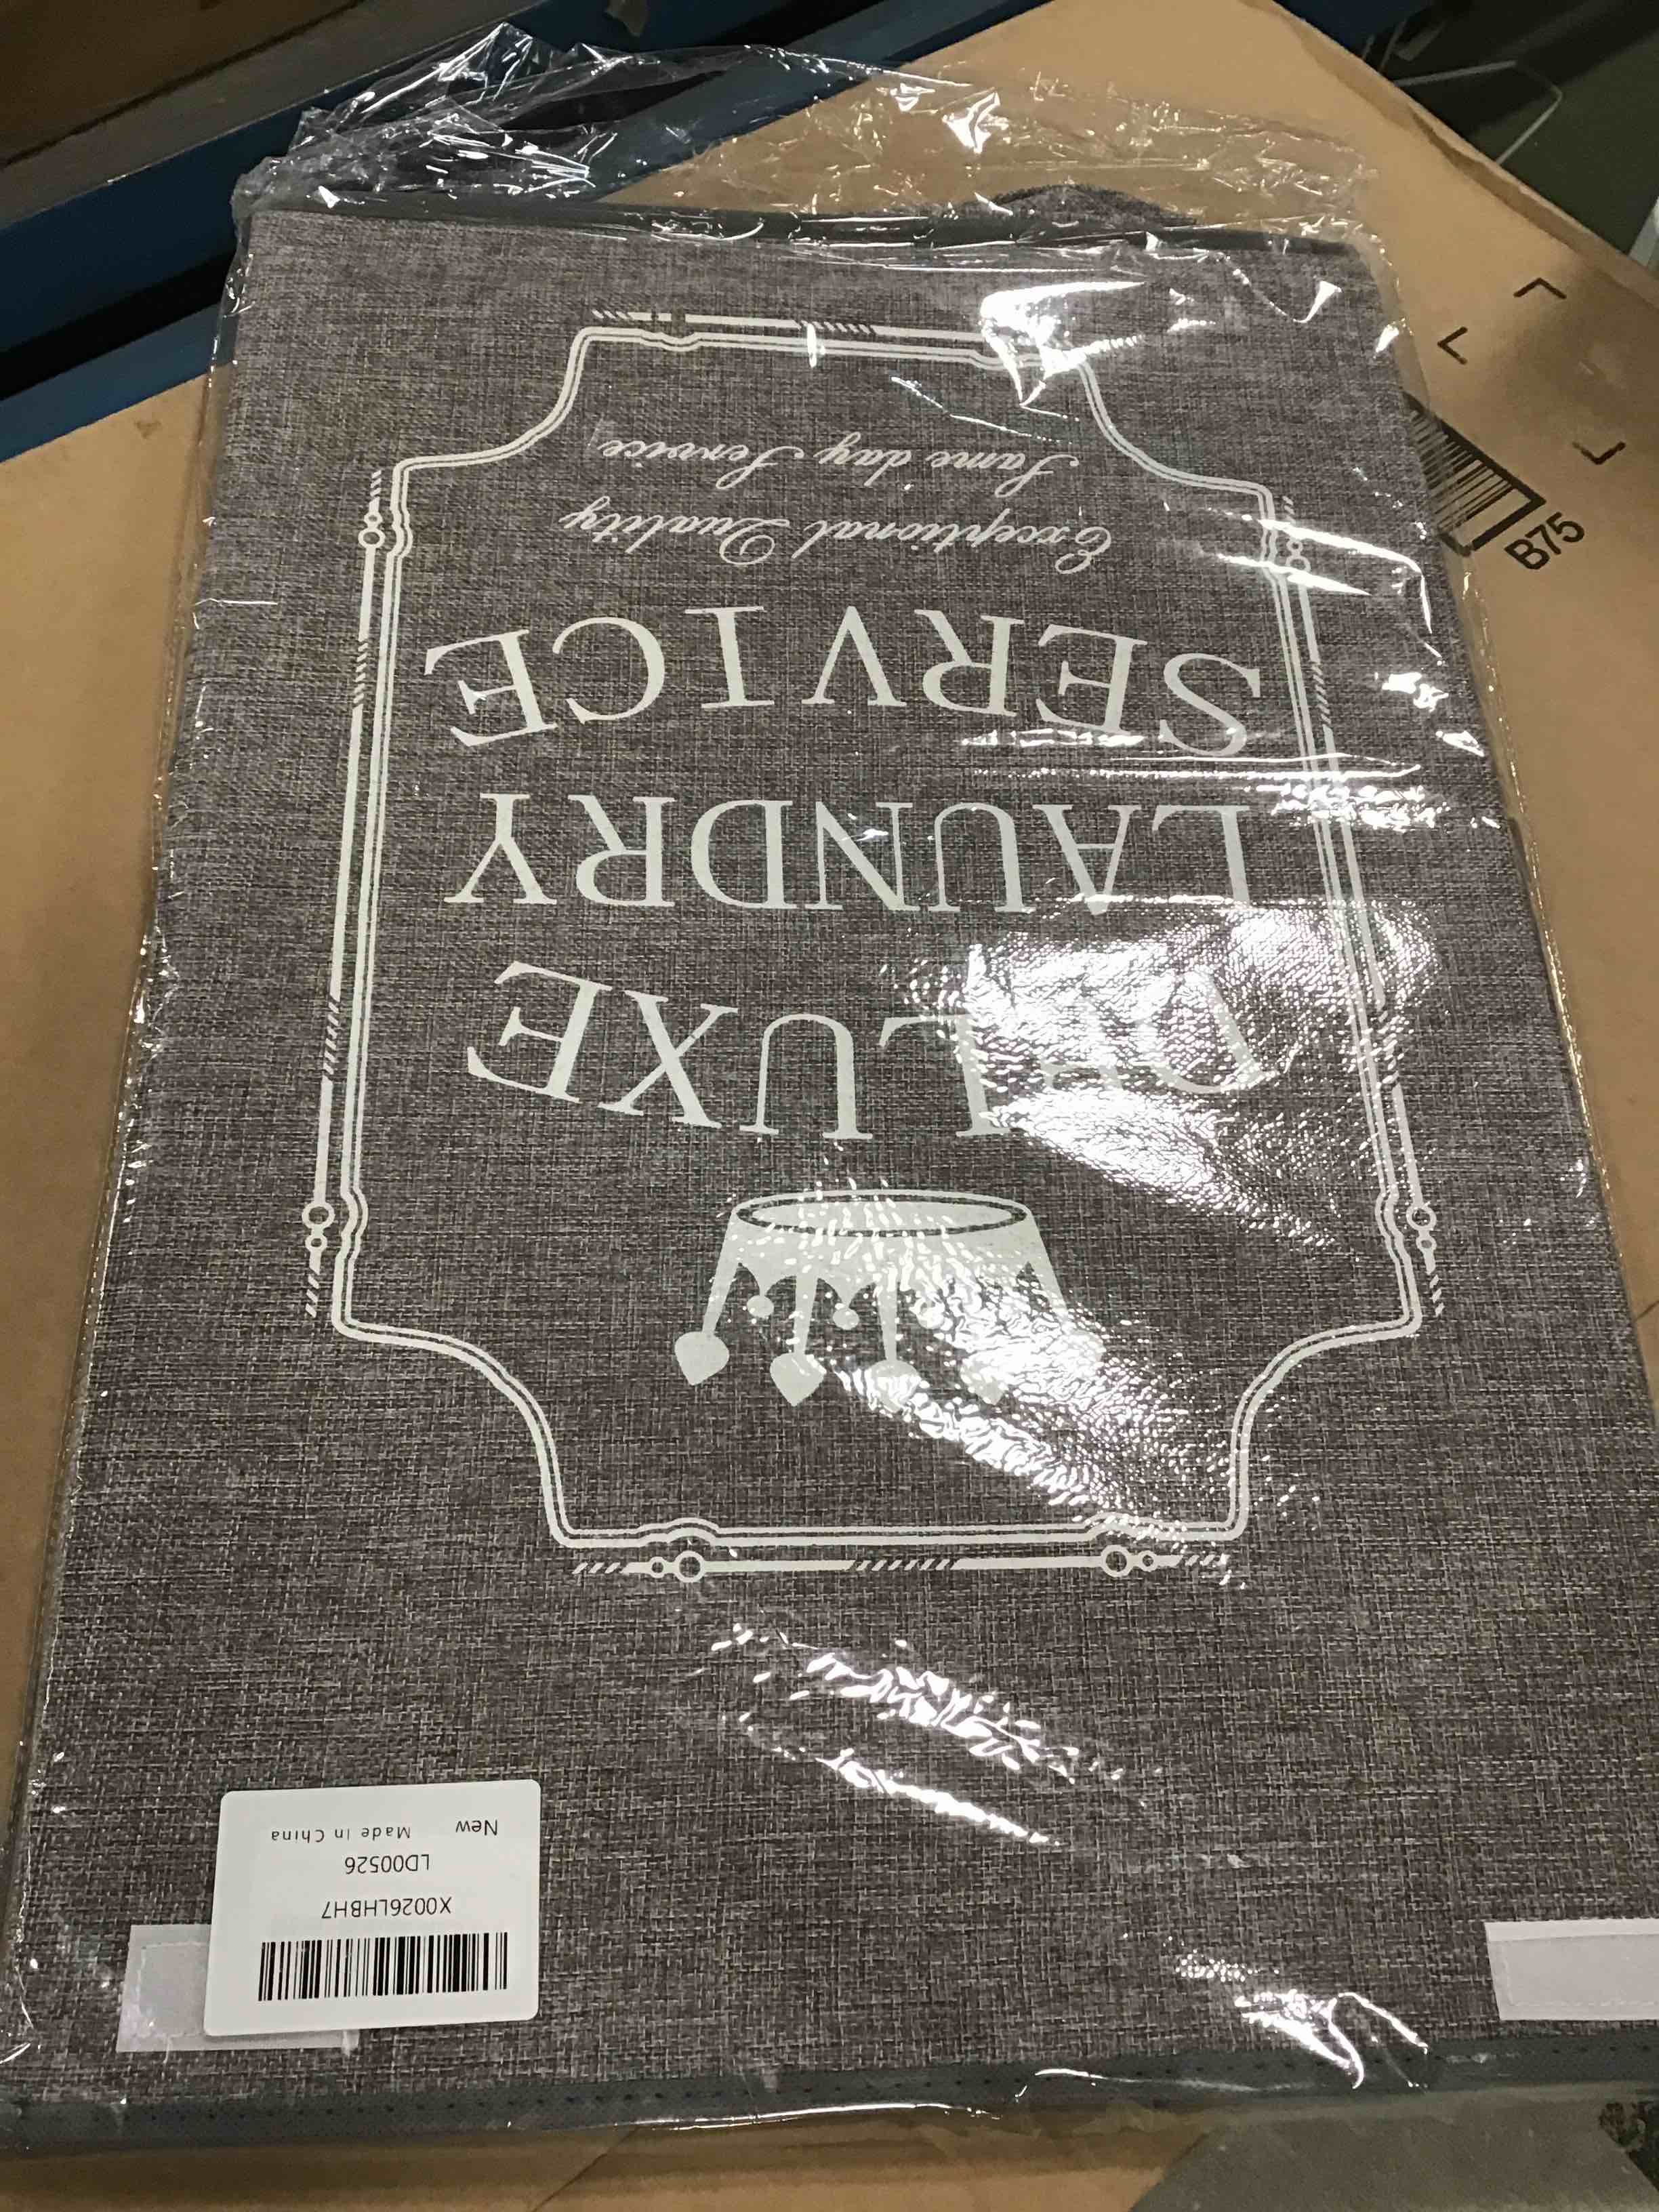 DELUXE
LAUNDRY
SERVICE
Exceptional Quality
Same day Service
X0026LHBH7
LD00526
New Made In China
B75